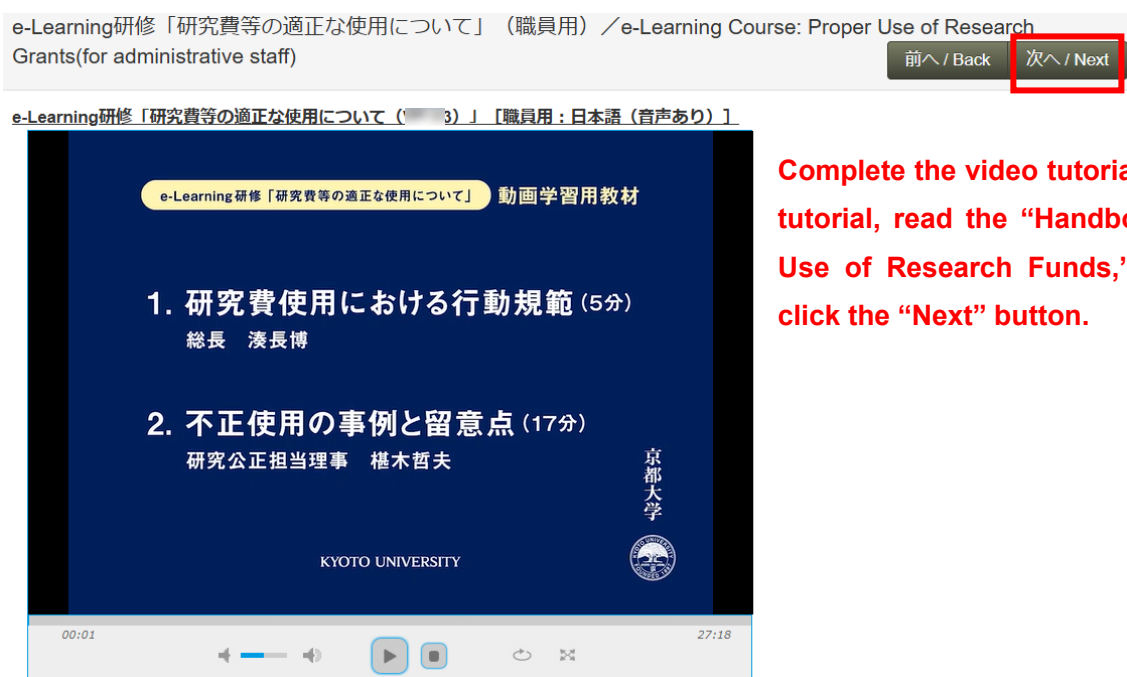 e-Learning研修「研究費等の適正な使用について」（職員用）／e-Learning Course: Proper Use of Research
Grants(for administrative staff)
前へ / Back
次へ / Next
e-Learning研修「研究費等の適正な使用について（ 3）」［職員用：日本語（音声あり）］
e-Learning研修「研究費等の適正な使用について」 動画学習用教材
1. 研究費使用における行動規範（5分）
総長 湊長博
2. 不正使用の事例と留意点（17分）
研究公正担当理事 椹木哲夫
京都大学
KYOTO UNIVERSITY
00:01
27:18
Complete the video
tutorial, read the
Use of Research Funds,”
click the “Next” button.